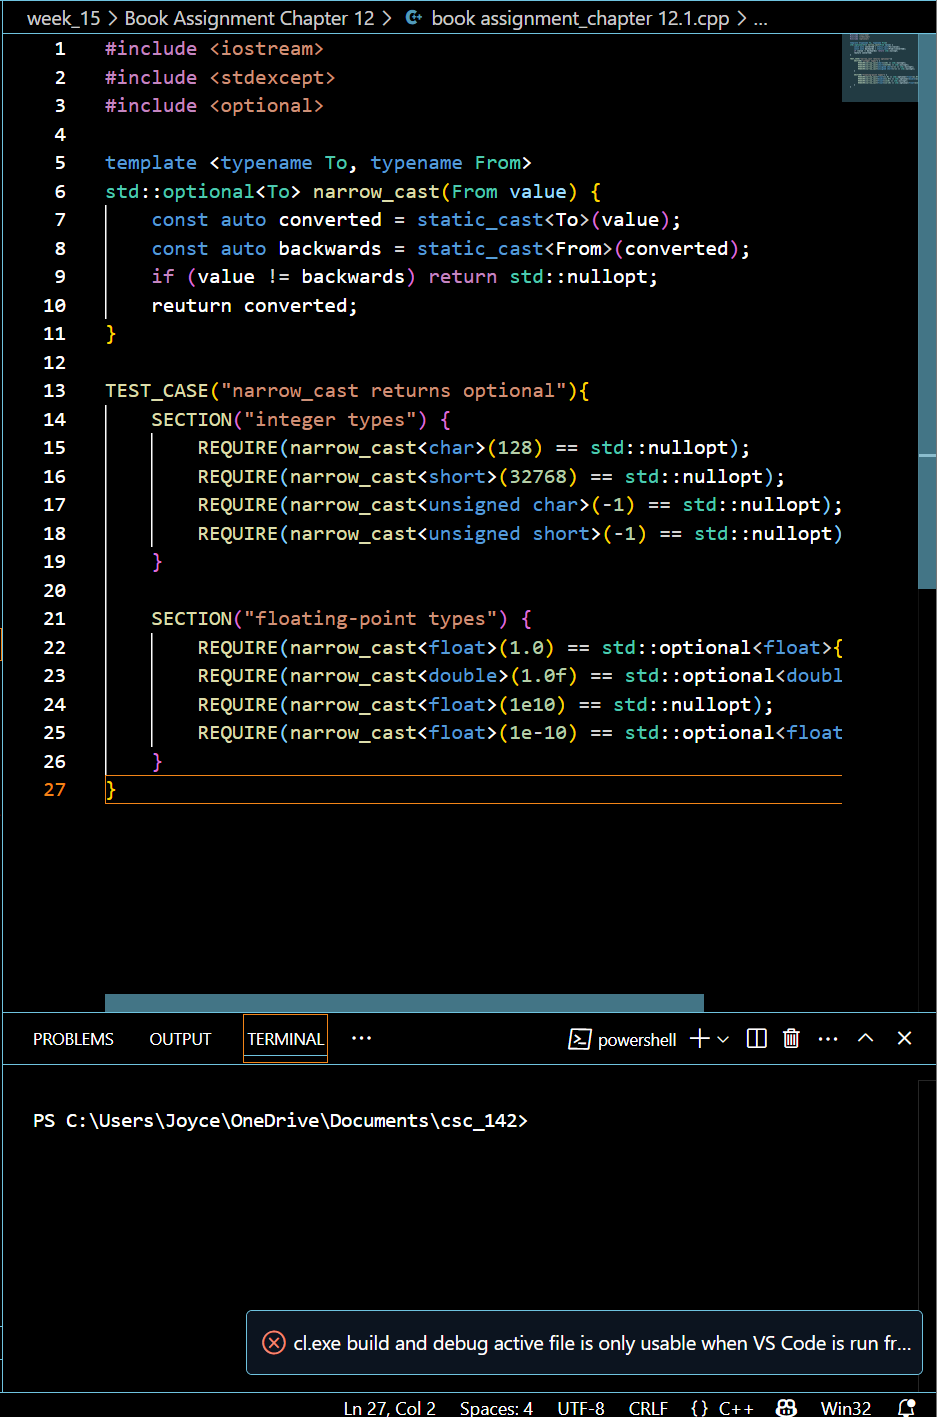 week_15 > Book Assignment Chapter 12 > book assignment_chapter 12.1.cpp > ...
1 #include <iostream>
2 #include <stdexcept>
3 #include <optional>
4
5 template <typename To, typename From>
6 std::optional<To> narrow_cast(From value) {
7 const auto converted = static_cast<To>(value);
8 const auto backwards = static_cast<From>(converted);
9 if (value != backwards) return std::nullopt;
10 reuturn converted;
11 }
12
13 TEST_CASE("narrow_cast returns optional"){
14 SECTION("integer types") {
15 REQUIRE(narrow_cast<char>(128) == std::nullopt);
16 REQUIRE(narrow_cast<short>(32768) == std::nullopt);
17 REQUIRE(narrow_cast<unsigned char>(-1) == std::nullopt);
18 REQUIRE(narrow_cast<unsigned short>(-1) == std::nullopt)
19 }
20
21 SECTION("floating-point types") {
22 REQUIRE(narrow_cast<float>(1.0) == std::optional<float>{
23 REQUIRE(narrow_cast<double>(1.0f) == std::optional<doubl
24 REQUIRE(narrow_cast<float>(1e10) == std::nullopt);
25 REQUIRE(narrow_cast<float>(1e-10) == std::optional<float
26 }
27 }
PROBLEMS OUTPUT TERMINAL ... powershell
PS C:\Users\Joyce\OneDrive\Documents\csc_142>
cl.exe build and debug active file is only usable when VS Code is run fr...
Ln 27, Col 2 Spaces: 4 UTF-8 CRLF {} C++ Win32